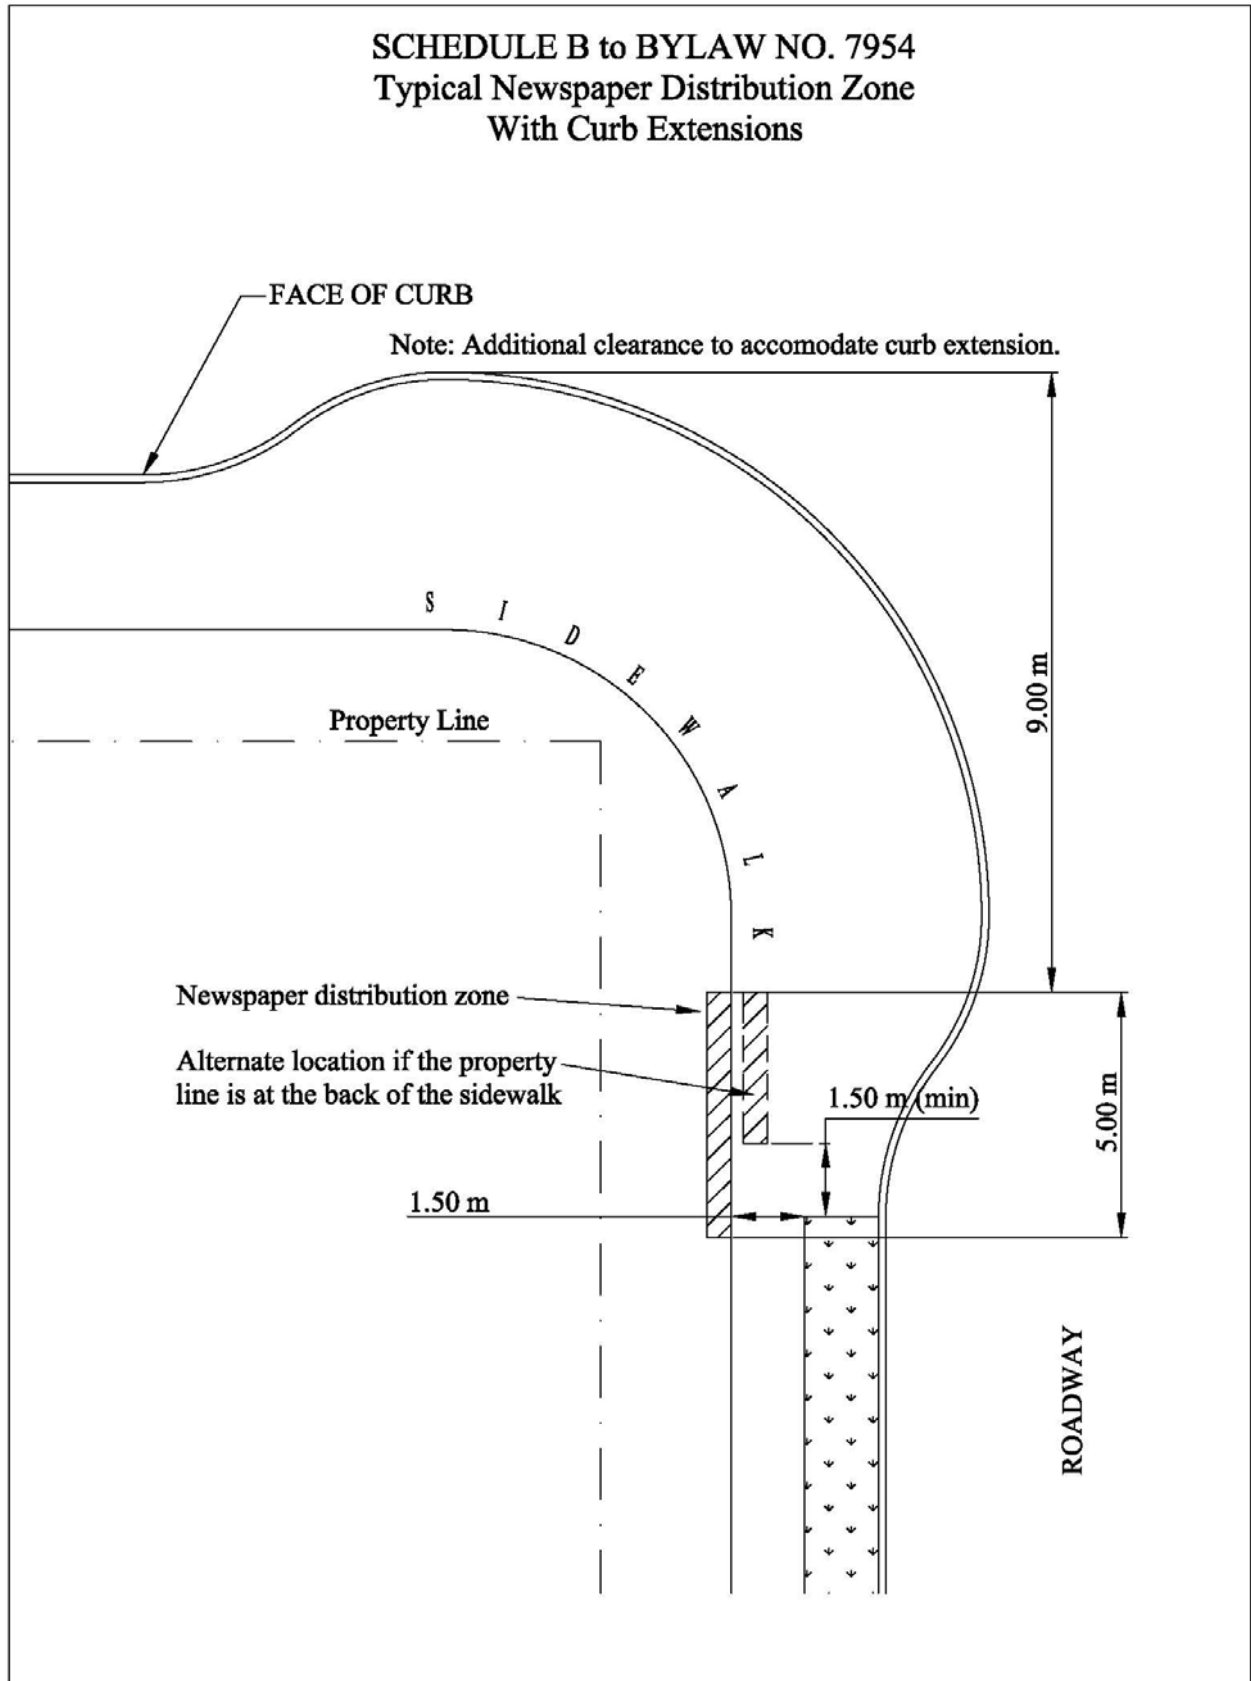 SCHEDULE B to BYLAW NO. 7954
Typical Newspaper Distribution Zone
With Curb Extensions
FACE OF CURB
Note: Additional clearance to accomodate curb extension.
SIDEWALK
9.00 m
Property Line
Newspaper distribution zone
Alternate location if the property
line is at the back of the sidewalk
1.50 m (min)
5.00 m
1.50 m
ROADWAY